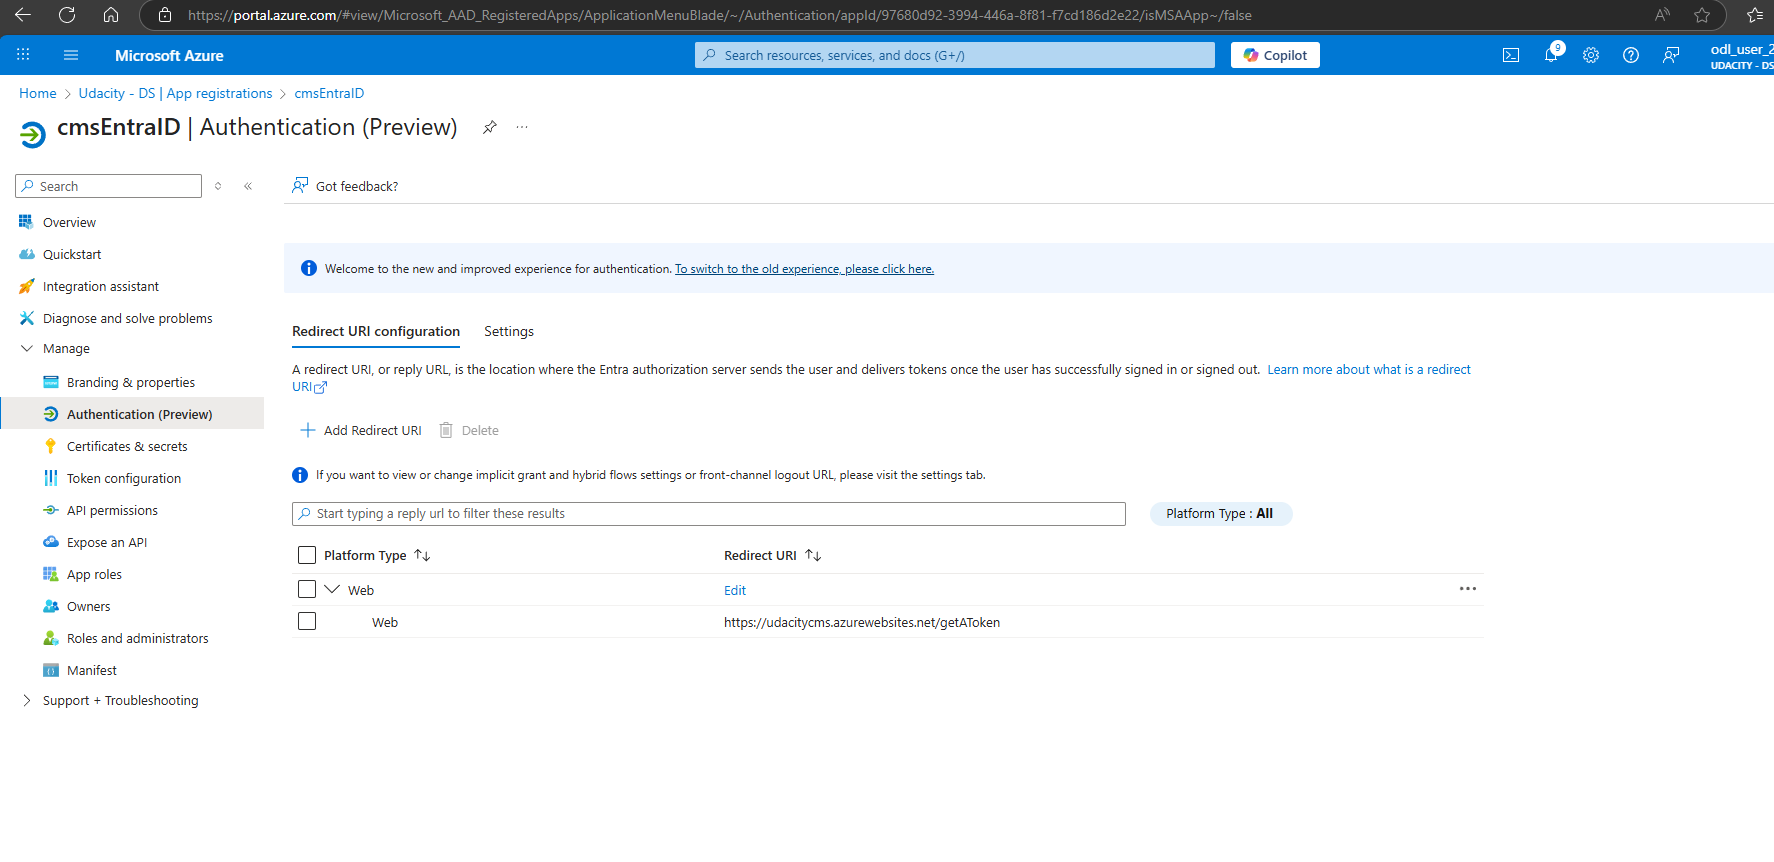 https://portal.azure.com/#view/Microsoft_AAD_RegisteredApps/ApplicationMenuBlade/~/Authentication/appId/97680d92-3994-446a-8f81-f7cd186d2e22/isMSAApp~/false
Microsoft Azure
Search resources, services, and docs (G+/)
Copilot
9
odl_user_2
UDACITY - DS
Home > Udacity - DS | App registrations > cmsEntraID
cmsEntraID | Authentication (Preview)
Search
Got feedback?
Overview
Quickstart
Integration assistant
Diagnose and solve problems
Manage
Branding & properties
Authentication (Preview)
Certificates & secrets
Token configuration
API permissions
Expose an API
App roles
Owners
Roles and administrators
Manifest
Support + Troubleshooting
Welcome to the new and improved experience for authentication. To switch to the old experience, please click here.
Redirect URI configuration
Settings
A redirect URI, or reply URL, is the location where the Entra authorization server sends the user and delivers tokens once the user has successfully signed in or signed out. Learn more about what is a redirect
URI
Add Redirect URI
Delete
If you want to view or change implicit grant and hybrid flows settings or front-channel logout URL, please visit the settings tab.
Start typing a reply url to filter these results
Platform Type : All
Platform Type
Redirect URI
Web
Edit
Web
https://udacitycms.azurewebsites.net/getAToken